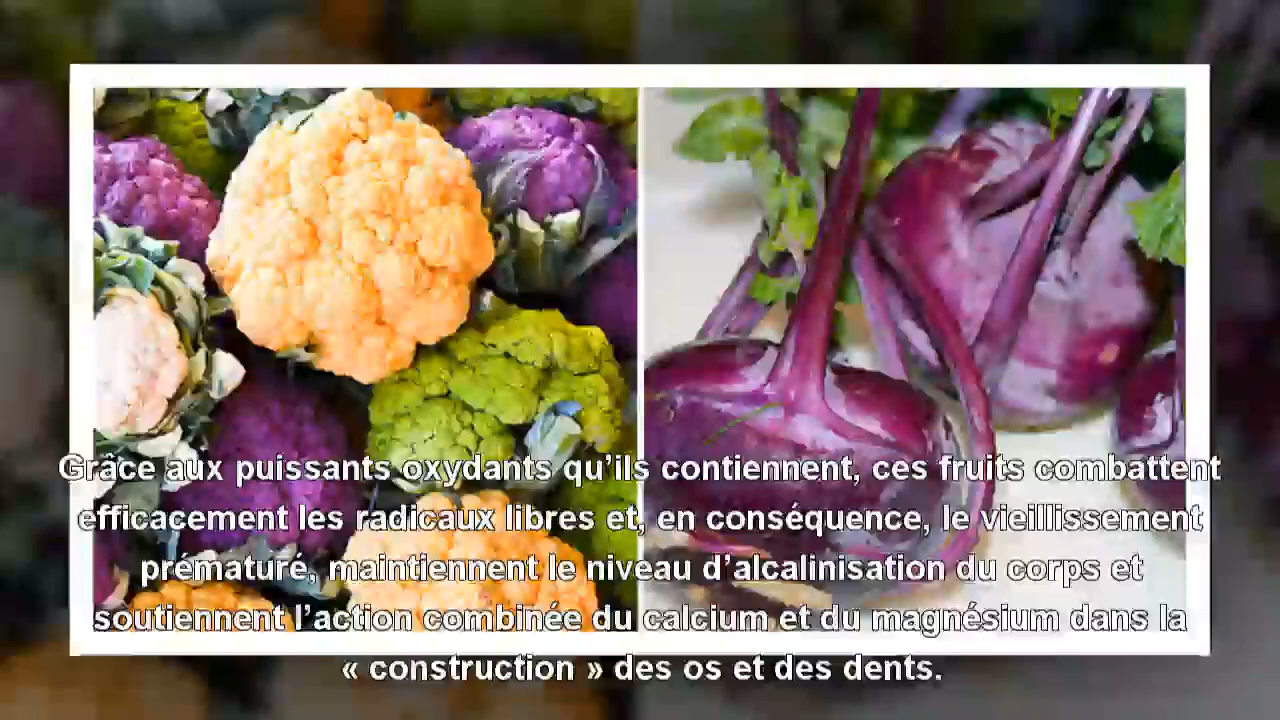 Grâce aux puissants oxydants qu’ils contiennent, ces fruits combattent
efficacement les radicaux libres et, en conséquence, le vieillissement
prématuré, maintiennent le niveau d’alcalinisation du corps et
soutiennent l’action combinée du calcium et du magnésium dans la
« construction » des os et des dents.